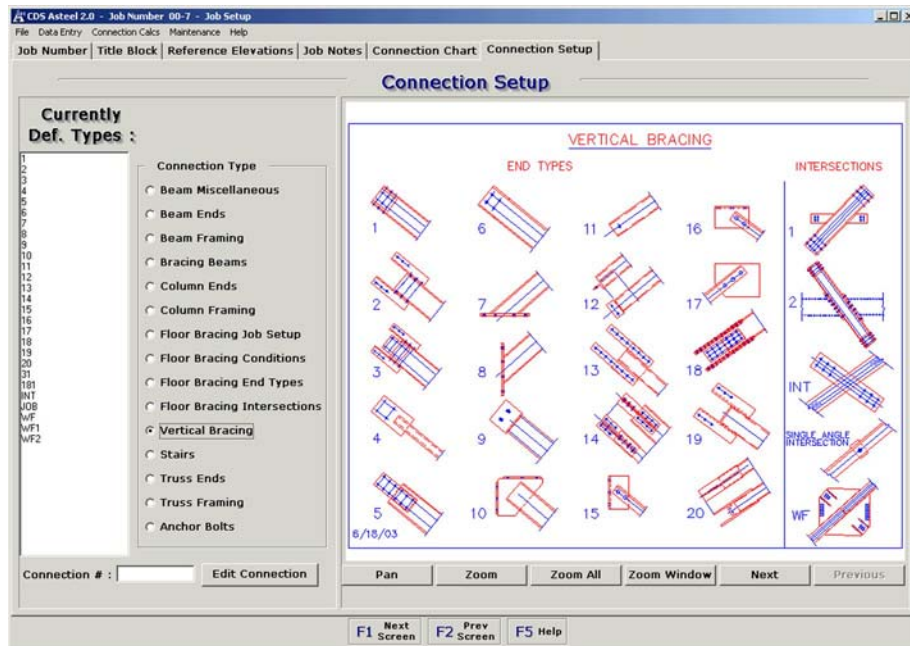 CDS Asteel 2.0 - Job Number 00-7 - Job Setup
File Data Entry Connection Calcs Maintenance Help
Job Number Title Block Reference Elevations Job Notes Connection Chart Connection Setup
Connection Setup
Currently
Def. Types :
1
2
3
4
5
6
7
8
9
10
11
12
13
14
15
16
17
18
19
20
31
181
INT
JOB
WF
WF1
WF2
Connection Type
Beam Miscellaneous
Beam Ends
Beam Framing
Bracing Beams
Column Ends
Column Framing
Floor Bracing Job Setup
Floor Bracing Conditions
Floor Bracing End Types
Floor Bracing Intersections
Vertical Bracing
Stairs
Truss Ends
Truss Framing
Anchor Bolts
Connection # :
Edit Connection
VERTICAL BRACING
END TYPES
INTERSECTIONS
1 6 11 16 1
2 7 12 17 2
3 8 13 18 INT
4 9 14 19 SINGLE ANGLE
INTERSECTION
5 10 15 20 WF
6/18/03
Pan Zoom Zoom All Zoom Window Next Previous
F1 Next Screen F2 Prev Screen F5 Help